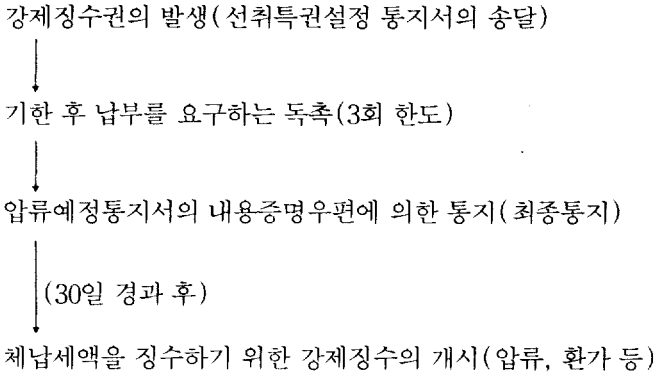 강제징수권의 발생(선취특권설정 통지서의 송달)
기한 후 납부를 요구하는 독촉(3회 한도)
압류예정통지서의 내용증명우편에 의한 통지(최종통지)
(30일 경과 후)
체납세액을 징수하기 위한 강제징수의 개시(압류, 환가 등)